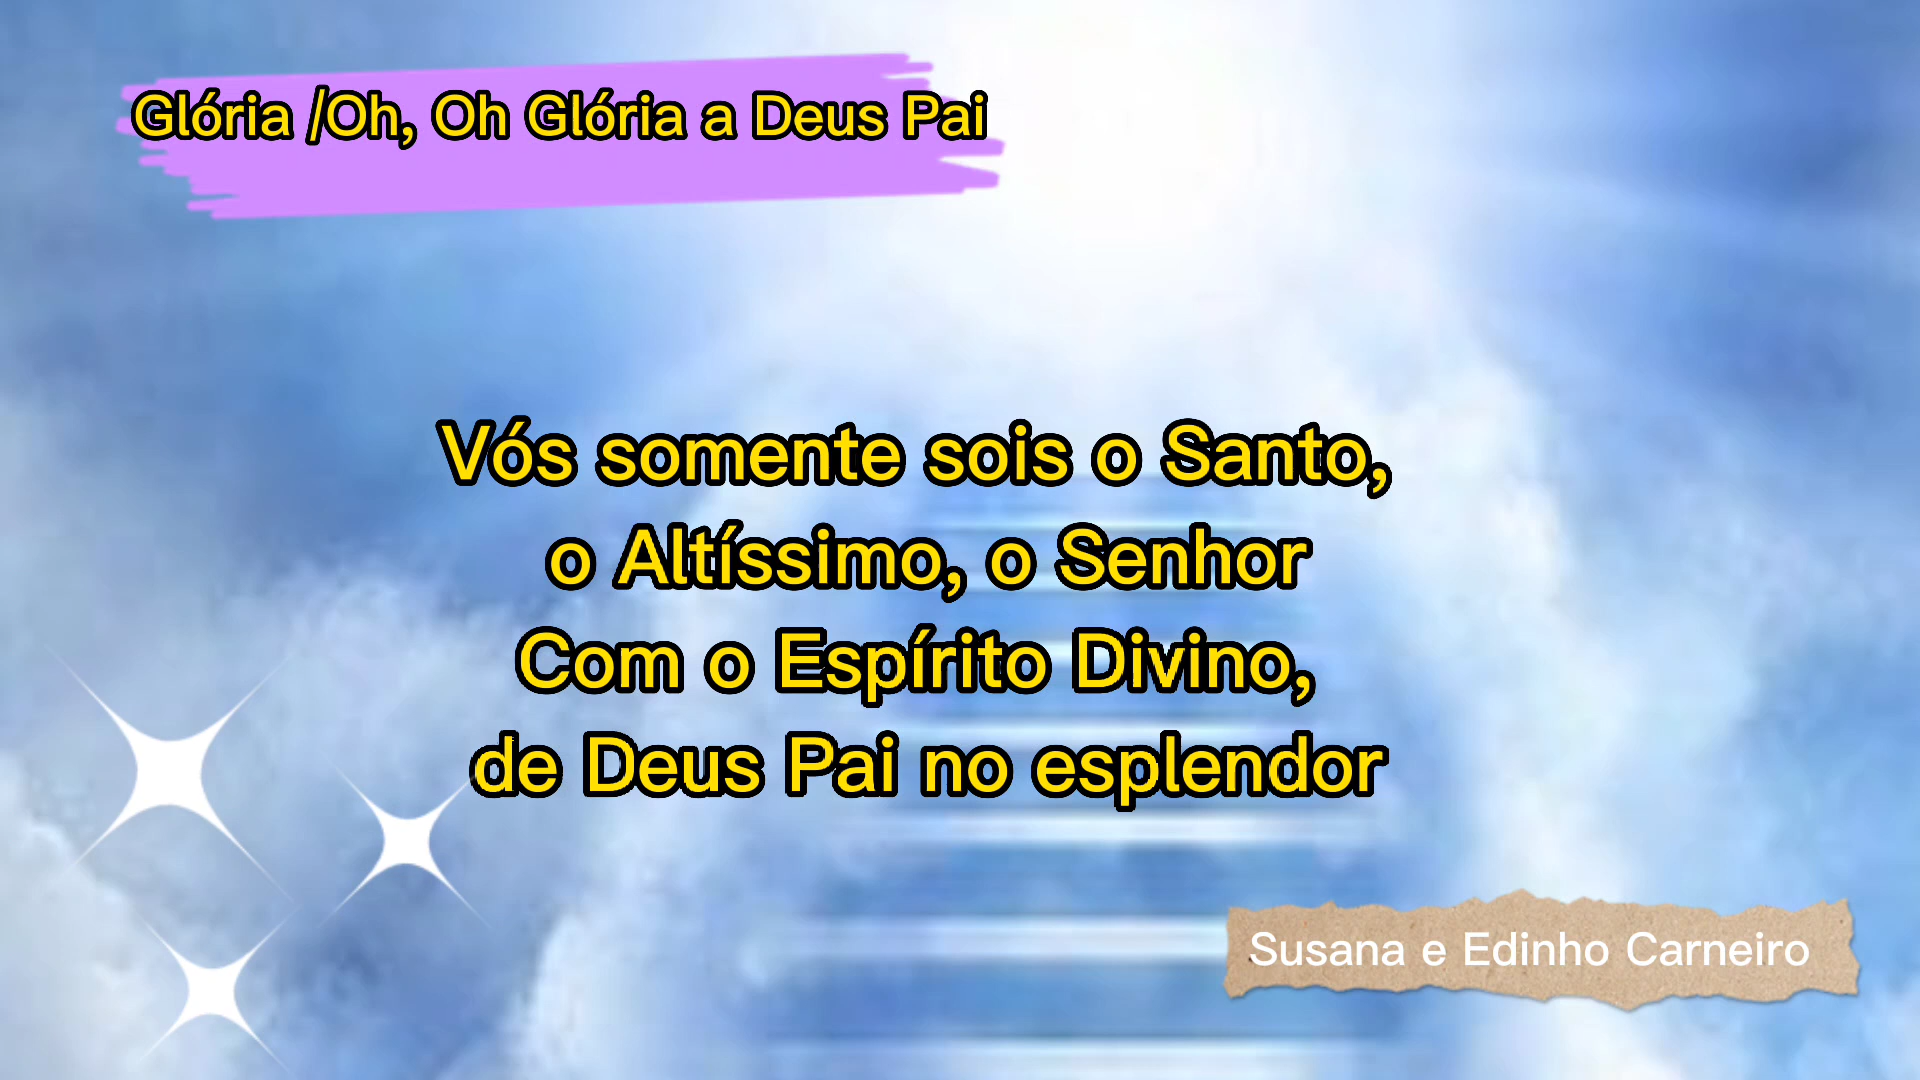 Glória /Oh, Oh Glória a Deus Pai
Vós somente sois o Santo,
o Altíssimo, o Senhor
Com o Espírito Divino,
de Deus Pai no esplendor
Susana e Edinho Carneiro